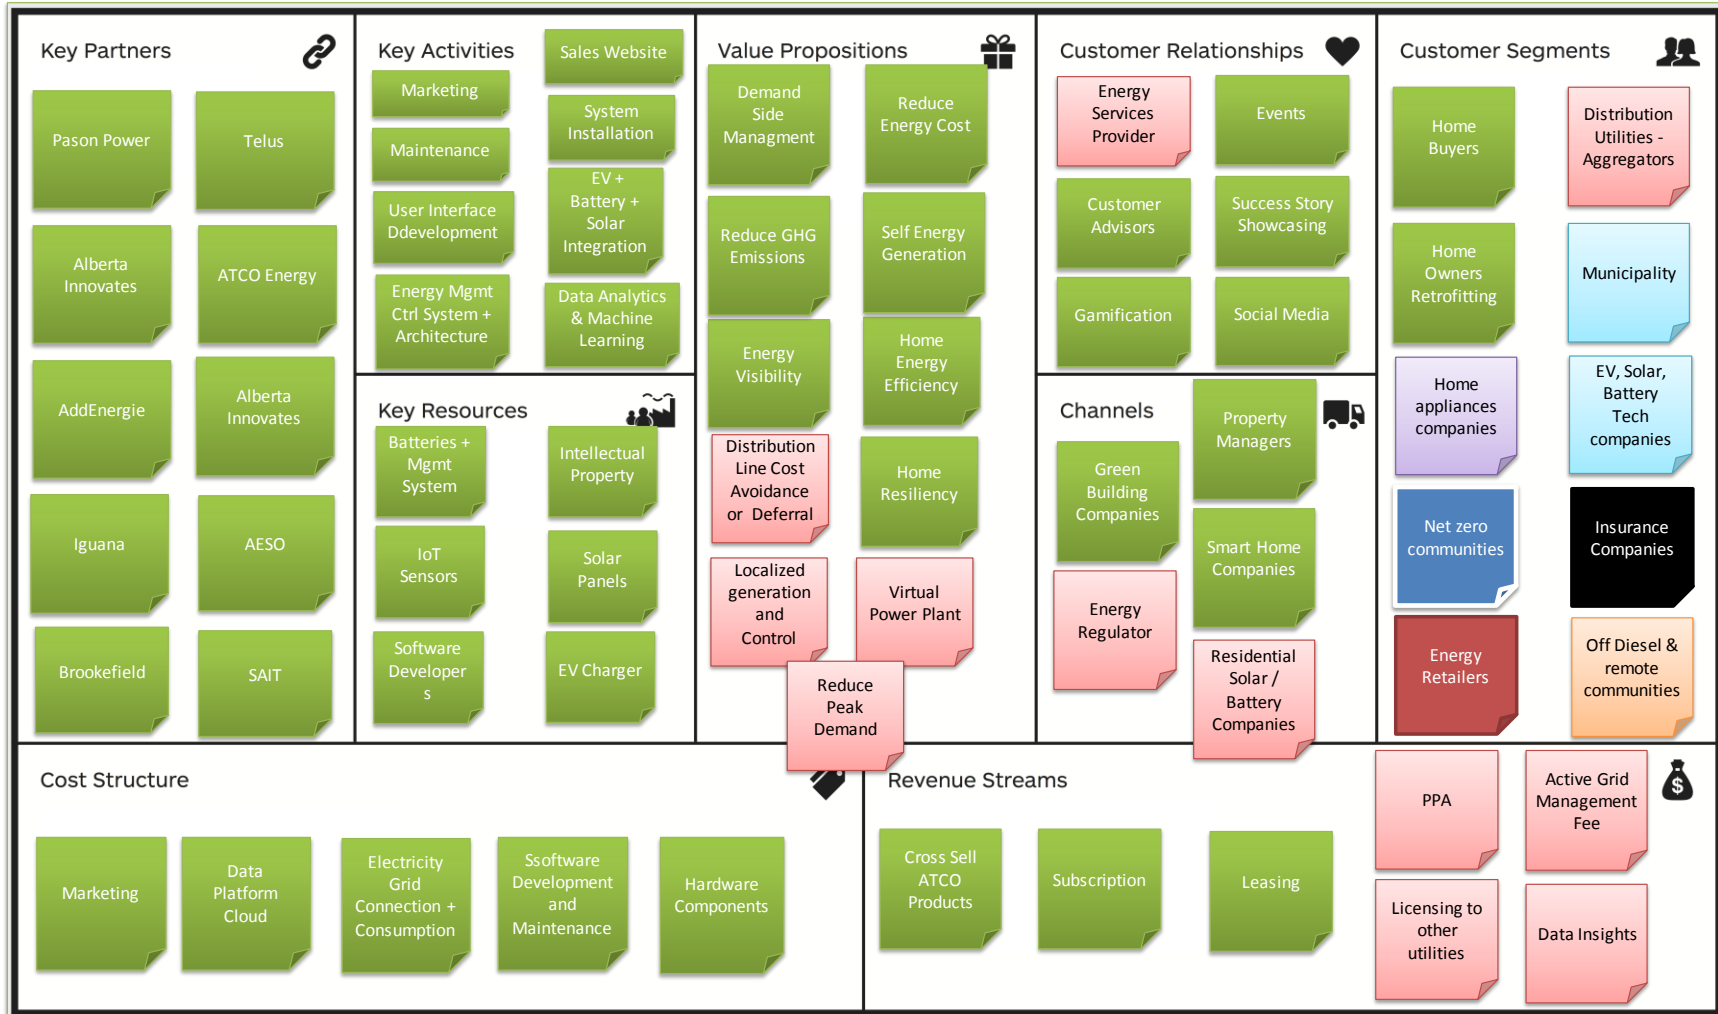 Key Partners
Pason Power
Telus
Alberta
Innovates
ATCO Energy
AddEnergie
Alberta
Innovates
Iguana
AESO
Brookefield
SAIT
Key Activities
Sales Website
Marketing
System
Installation
Maintenance
EV +
Battery +
Solar
Integration
User Interface
Ddevelopment
Energy Mgmt
Ctrl System +
Architecture
Data Analytics
& Machine
Learning
Key Resources
Batteries +
Mgmt
System
Intellectual
Property
IoT
Sensors
Solar
Panels
Software
Developer
s
EV Charger
Value Propositions
Demand
Side
Managment
Reduce
Energy Cost
Reduce GHG
Emissions
Self Energy
Generation
Energy
Visibility
Home
Energy
Efficiency
Distribution
Line Cost
Avoidance
or Deferral
Home
Resiliency
Localized
generation
and
Control
Virtual
Power Plant
Reduce
Peak
Demand
Customer Relationships
Energy
Services
Provider
Events
Customer
Advisors
Success Story
Showcasing
Gamification
Social Media
Channels
Property
Managers
Green
Building
Companies
Smart Home
Companies
Energy
Regulator
Residential
Solar /
Battery
Companies
Customer Segments
Home
Buyers
Distribution
Utilities -
Aggregators
Home
Owners
Retrofitting
Municipality
Home
appliances
companies
EV, Solar,
Battery
Tech
companies
Net zero
communities
Insurance
Companies
Energy
Retailers
Off Diesel &
remote
communities
Cost Structure
Marketing
Data
Platform
Cloud
Electricity
Grid
Connection +
Consumption
Ssoftware
Development
and
Maintenance
Hardware
Components
Revenue Streams
Cross Sell
ATCO
Products
Subscription
Leasing
PPA
Active Grid
Management
Fee
$
Licensing to
other
utilities
Data Insights